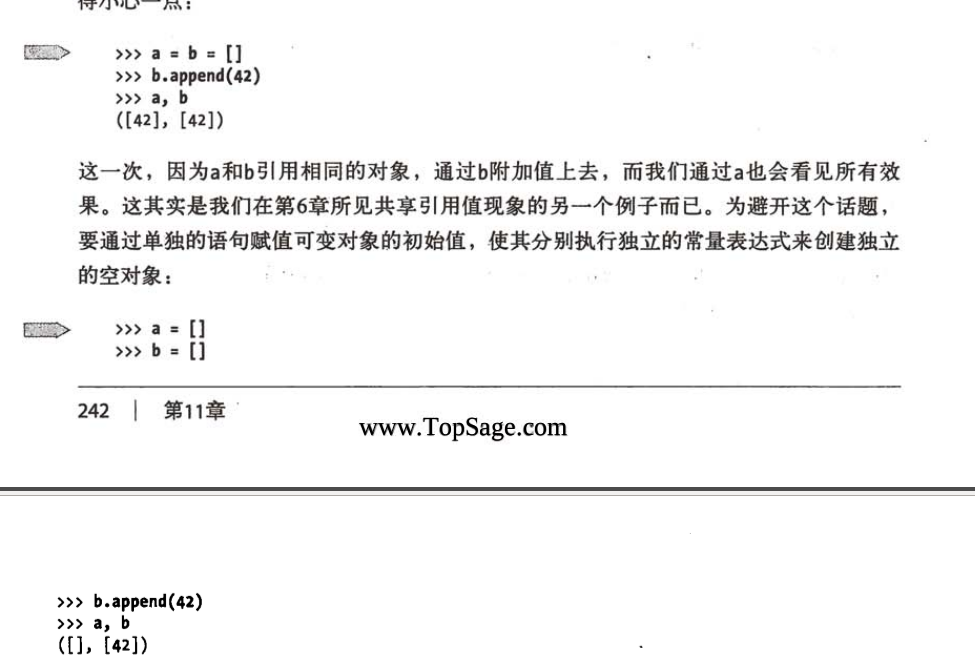 得小心一点：
>>> a = b = []
>>> b.append(42)
>>> a, b
([42], [42])
这一次，因为a和b引用相同的对象，通过b附加值上去，而我们通过a也会看见所有效
果。这其实是我们在第6章所见共享引用值现象的另一个例子而已。为避开这个话题，
要通过单独的语句赋值可变对象的初始值，使其分别执行独立的常量表达式来创建独立
的空对象：
>>> a = []
>>> b = []
242 | 第11章
www.TopSage.com
>>> b.append(42)
>>> a, b
([], [42])